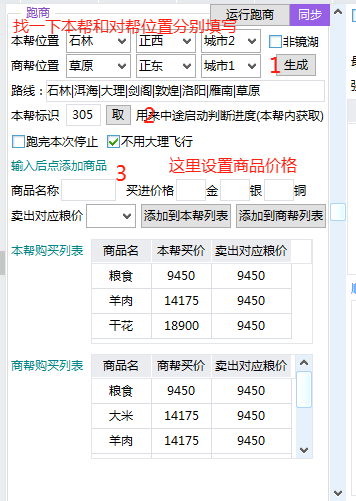 跑商
运行跑商 同步
找一下本帮和对帮位置分别填写
本帮位置 石林 正西 城市2 非镜湖
商帮位置 草原 正东 城市1 1 生成
路线: 石林|洱海|大理|剑阁|敦煌|洛阳|雁南|草原
本帮标识 305 取 2 用来中途启动判断进度(本帮内获取)
跑完本次停止 不用大理飞行
输入后点添加商品 3 这里设置商品价格
商品名称 买进价格 金 银 铜
卖出对应粮价 添加到本帮列表 添加到商帮列表
本帮购买列表 商品名 本帮买价 卖出对应粮价
粮食 9450 9450
羊肉 14175 9450
干花 18900 9450
商帮购买列表 商品名 商帮买价 卖出对应粮价
粮食 9450 9450
大米 14175 9450
羊肉 14175 9450